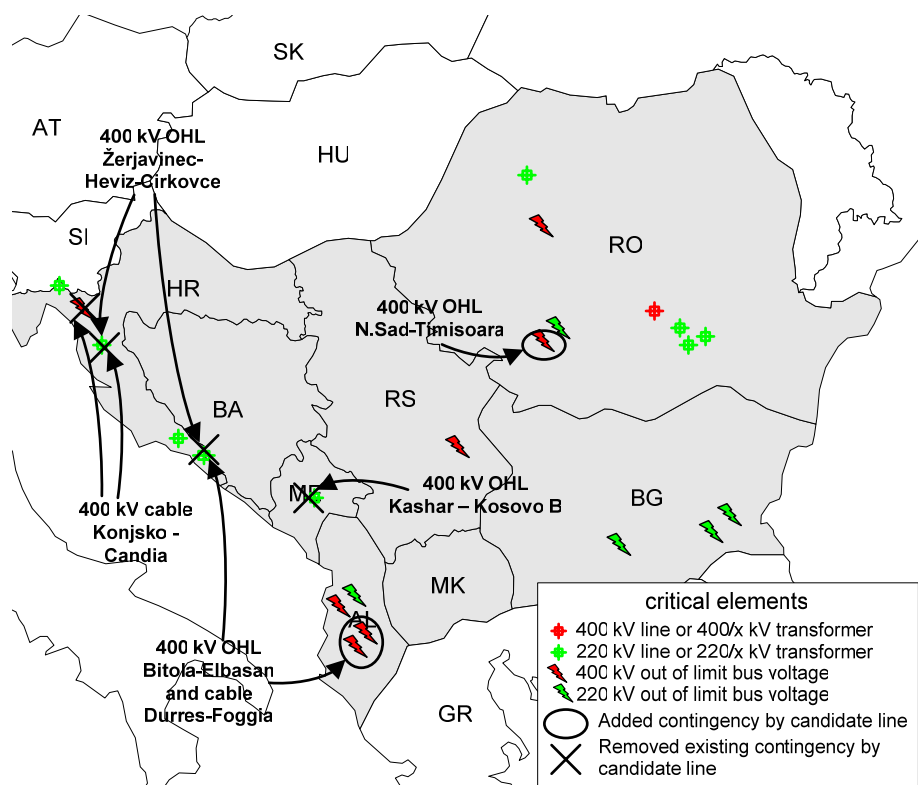 SK
AT
400 kV OHL
Žerjavinec-
Heviz-Cirkovce
HU
SI
RO
HR
400 kV OHL
N.Sad-Timisoara
BA
RS
400 kV OHL
Kashar – Kosovo B
BG
400 kV cable
Konjsko -
Candia
MK
AL
400 kV OHL
Bitola-Elbasan
and cable
Durres-Foggia
GR
critical elements
400 kV line or 400/x kV transformer
220 kV line or 220/x kV transformer
400 kV out of limit bus voltage
220 kV out of limit bus voltage
Added contingency by candidate line
Removed existing contingency by
candidate line